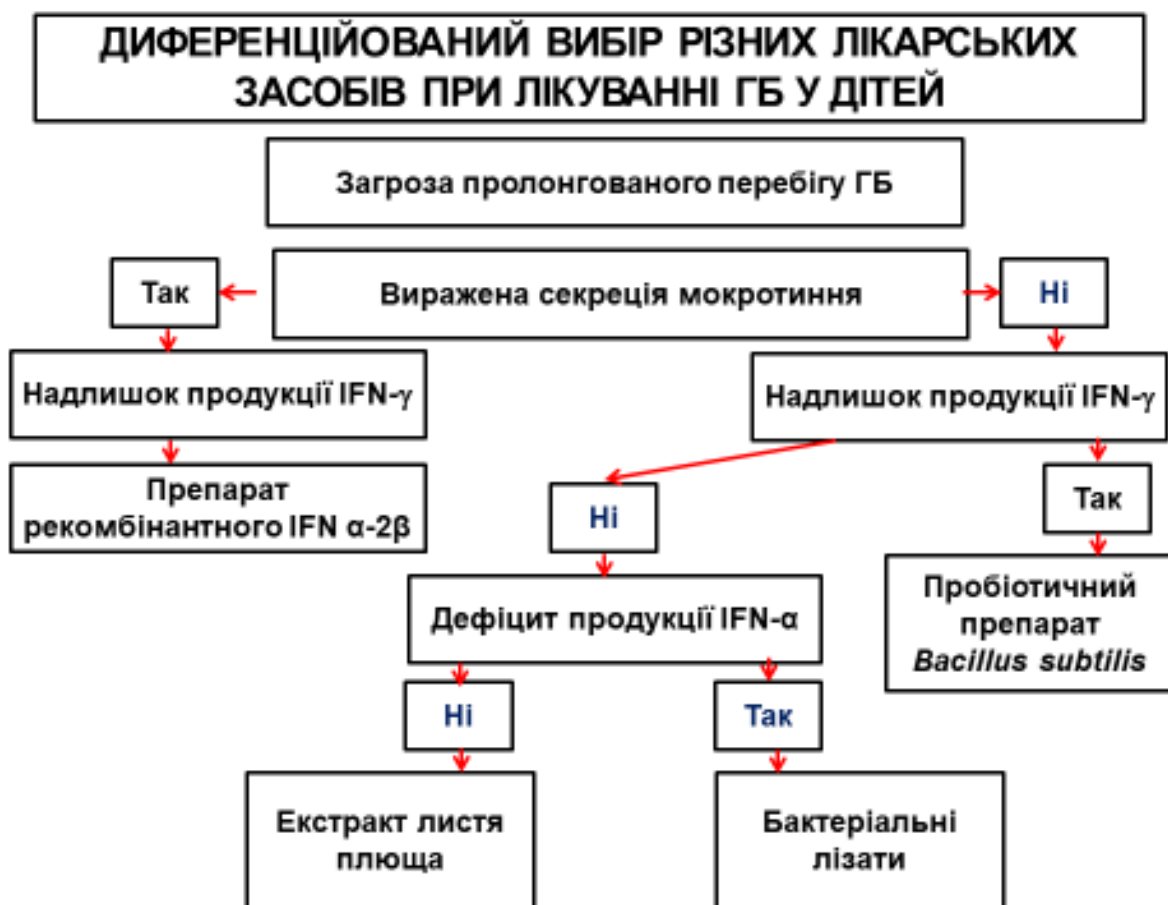 ДИФЕРЕНЦІЙОВАНИЙ ВИБІР РІЗНИХ ЛІКАРСЬКИХ
ЗАСОБІВ ПРИ ЛІКУВАННІ ГБ У ДІТЕЙ
Загроза пролонгованого перебігу ГБ
Так
Виражена секреція мокротиння
Ні
Надлишок продукції IFN-γ
Надлишок продукції IFN-γ
Препарат
рекомбінантного IFN α-2β
Ні
Так
Дефіцит продукції IFN-α
Пробіотичний
препарат
Bacillus subtilis
Ні
Так
Екстракт листя
плюща
Бактеріальні
лізати